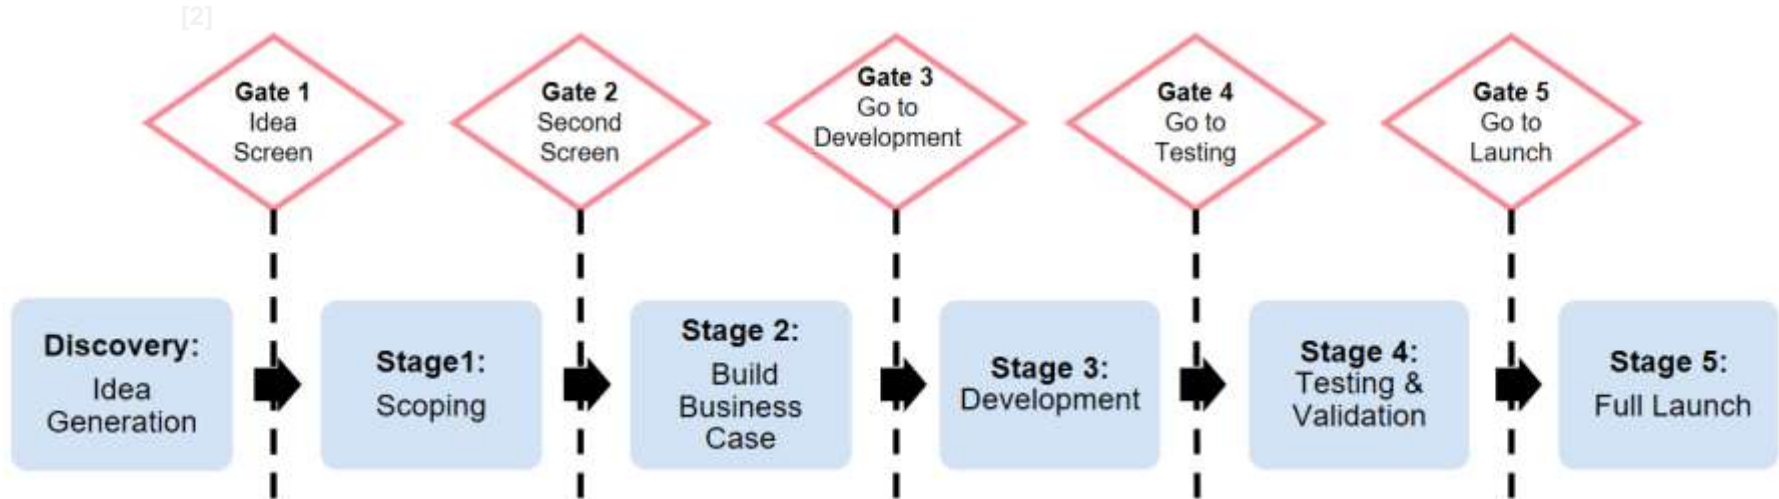 [2]
Gate 1
Idea
Screen
Gate 2
Second
Screen
Gate 3
Go to
Development
Gate 4
Go to
Testing
Gate 5
Go to
Launch
Discovery:
Idea
Generation
Stage1:
Scoping
Stage 2:
Build
Business
Case
Stage 3:
Development
Stage 4:
Testing &
Validation
Stage 5:
Full Launch